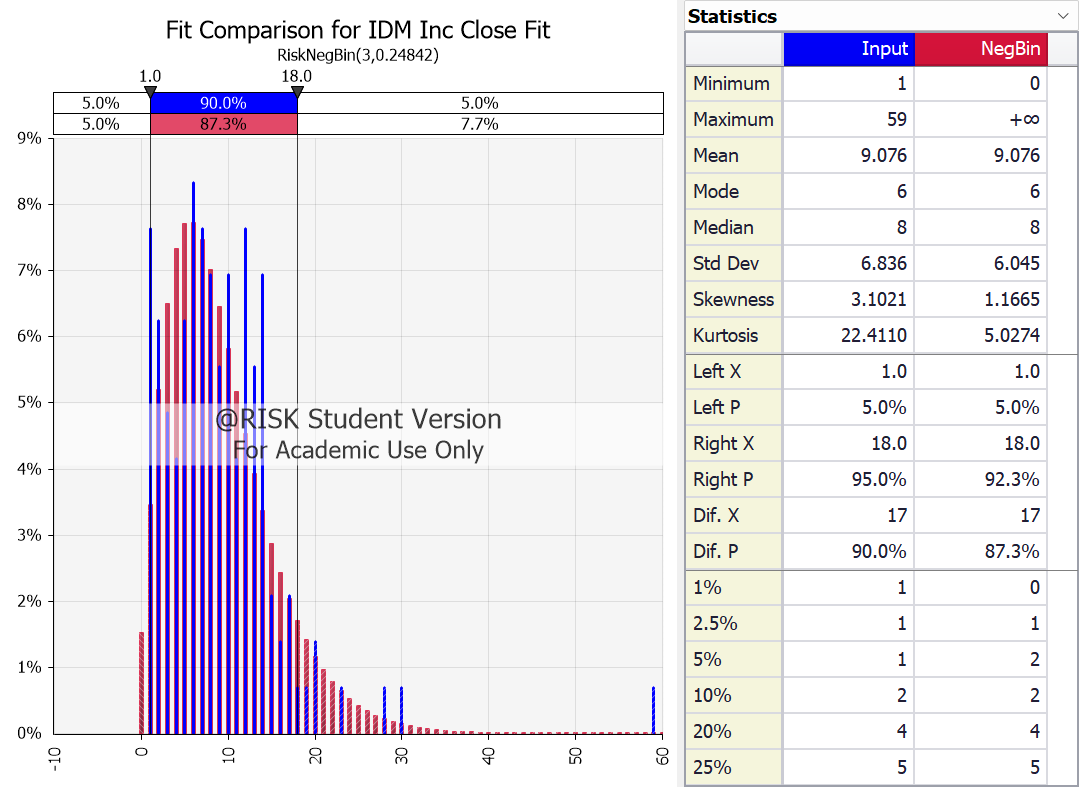 Fit Comparison for IDM Inc Close Fit
RiskNegBin(3,0.24842)
1.0 18.0
5.0% 90.0% 5.0%
5.0% 87.3% 7.7%
9%
8%
7%
6%
5%
4%
3%
2%
1%
0%
-10 0 10 20 30 40 50 60
@RISK Student Version
For Academic Use Only
Statistics
Input NegBin
Minimum 1 0
Maximum 59 +∞
Mean 9.076 9.076
Mode 6 6
Median 8 8
Std Dev 6.836 6.045
Skewness 3.1021 1.1665
Kurtosis 22.4110 5.0274
Left X 1.0 1.0
Left P 5.0% 5.0%
Right X 18.0 18.0
Right P 95.0% 92.3%
Dif. X 17 17
Dif. P 90.0% 87.3%
1% 1 0
2.5% 1 1
5% 1 2
10% 2 2
20% 4 4
25% 5 5